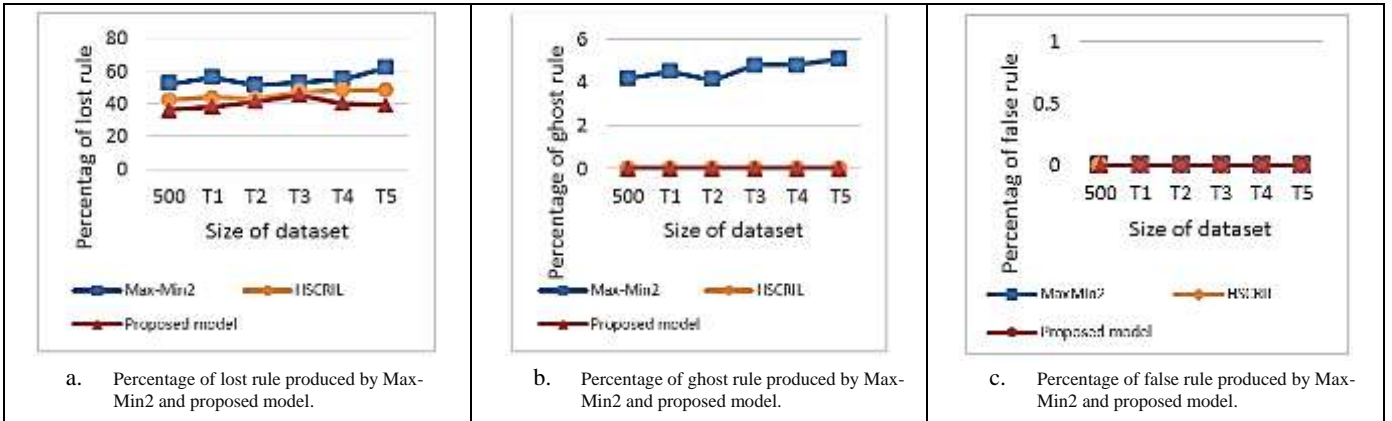 Percentag of lost rule
80
60
40
20
0
500 T1 T2 T3 T4 T5
Size of dataset
Max-Min2 HSCRIL
Proposed model
a. Percentage of lost rule produced by Max-
Min2 and proposed model.
Percentage of ghost rule
6
4
2
0
500 T1 T2 T3 T4 T5
Size of dataset
Max-Min2 HSCRIL
Proposed model
b. Percentage of ghost rule produced by Max-
Min2 and proposed model.
Percentag of false rule
1
0.5
0
500 T1 T2 T3 T4 T5
Size of dataset
MaxMin2 HSCRIL
Proposed model
c. Percentage of false rule produced by Max-
Min2 and proposed model.